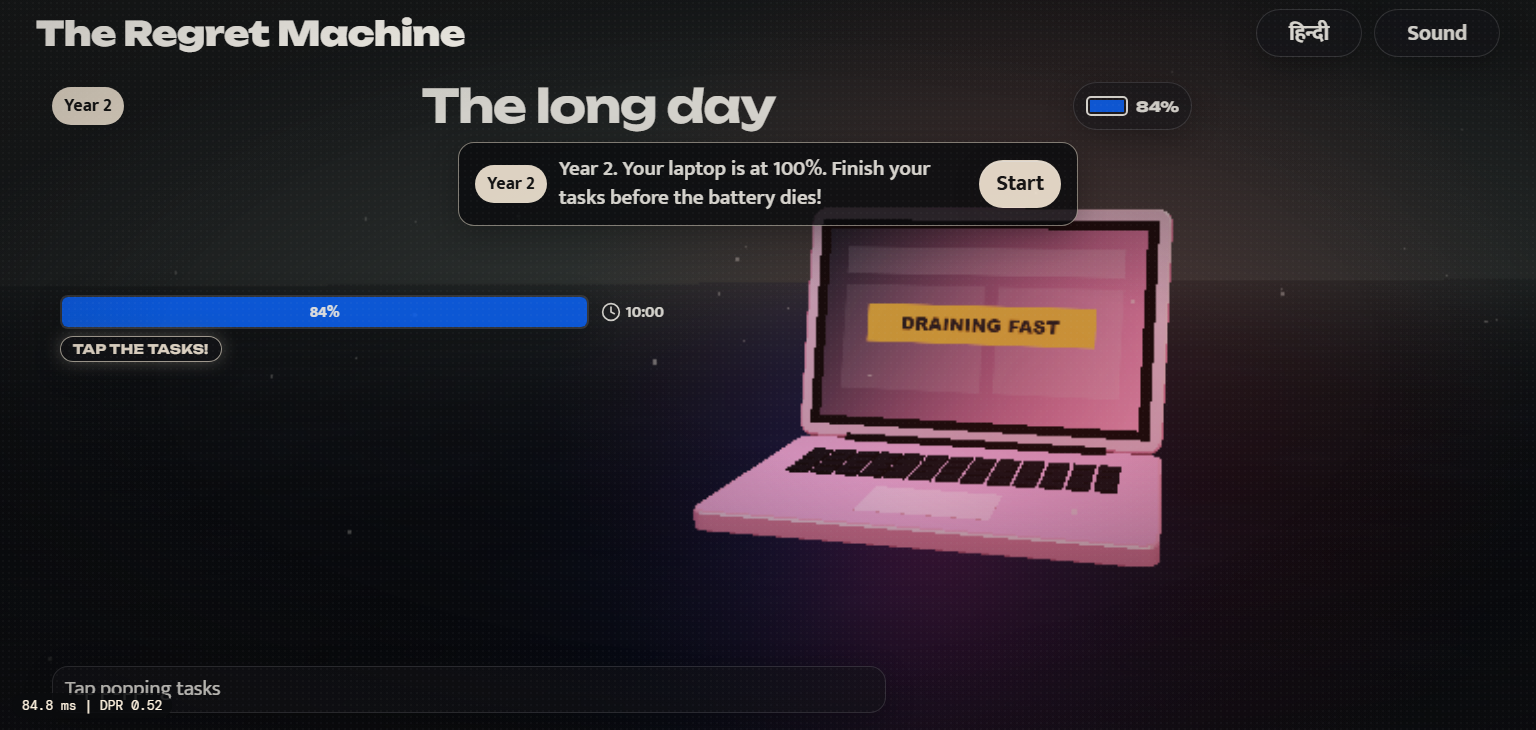 The Regret Machine
हिन्दी
Sound
Year 2
The long day
84%
Year 2
Year 2. Your laptop is at 100%. Finish your
tasks before the battery dies!
Start
84%
10:00
TAP THE TASKS!
DRAINING FAST
Tap popping tasks
84.8 ms | DPR 0.52